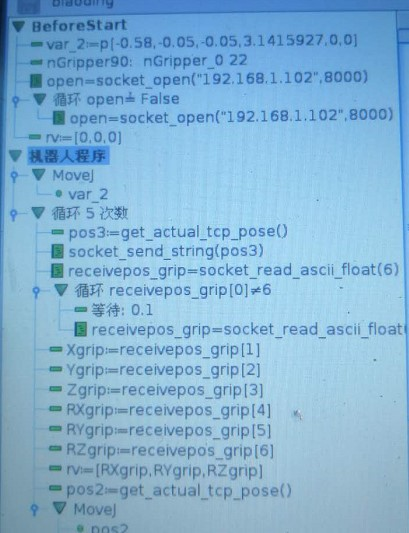 biaoding
BeforeStart
var_2:=p[-0.58,-0.05,-0.05,3.1415927,0,0]
nGripper90: nGripper_0 22
open=socket_open("192.168.1.102",8000)
循环 open≟ False
open=socket_open("192.168.1.102",8000)
rv:=[0,0,0]
机器人程序
MoveJ
var_2
循环 5 次数
pos3:=get_actual_tcp_pose()
socket_send_string(pos3)
receivepos_grip=socket_read_ascii_float(6)
循环 receivepos_grip[0]≠6
等待: 0.1
receivepos_grip=socket_read_ascii_float(
Xgrip:=receivepos_grip[1]
Ygrip:=receivepos_grip[2]
Zgrip:=receivepos_grip[3]
RXgrip:=receivepos_grip[4]
RYgrip:=receivepos_grip[5]
RZgrip:=receivepos_grip[6]
rv:=[RXgrip,RYgrip,RZgrip]
pos2:=get_actual_tcp_pose()
MoveJ
pos2